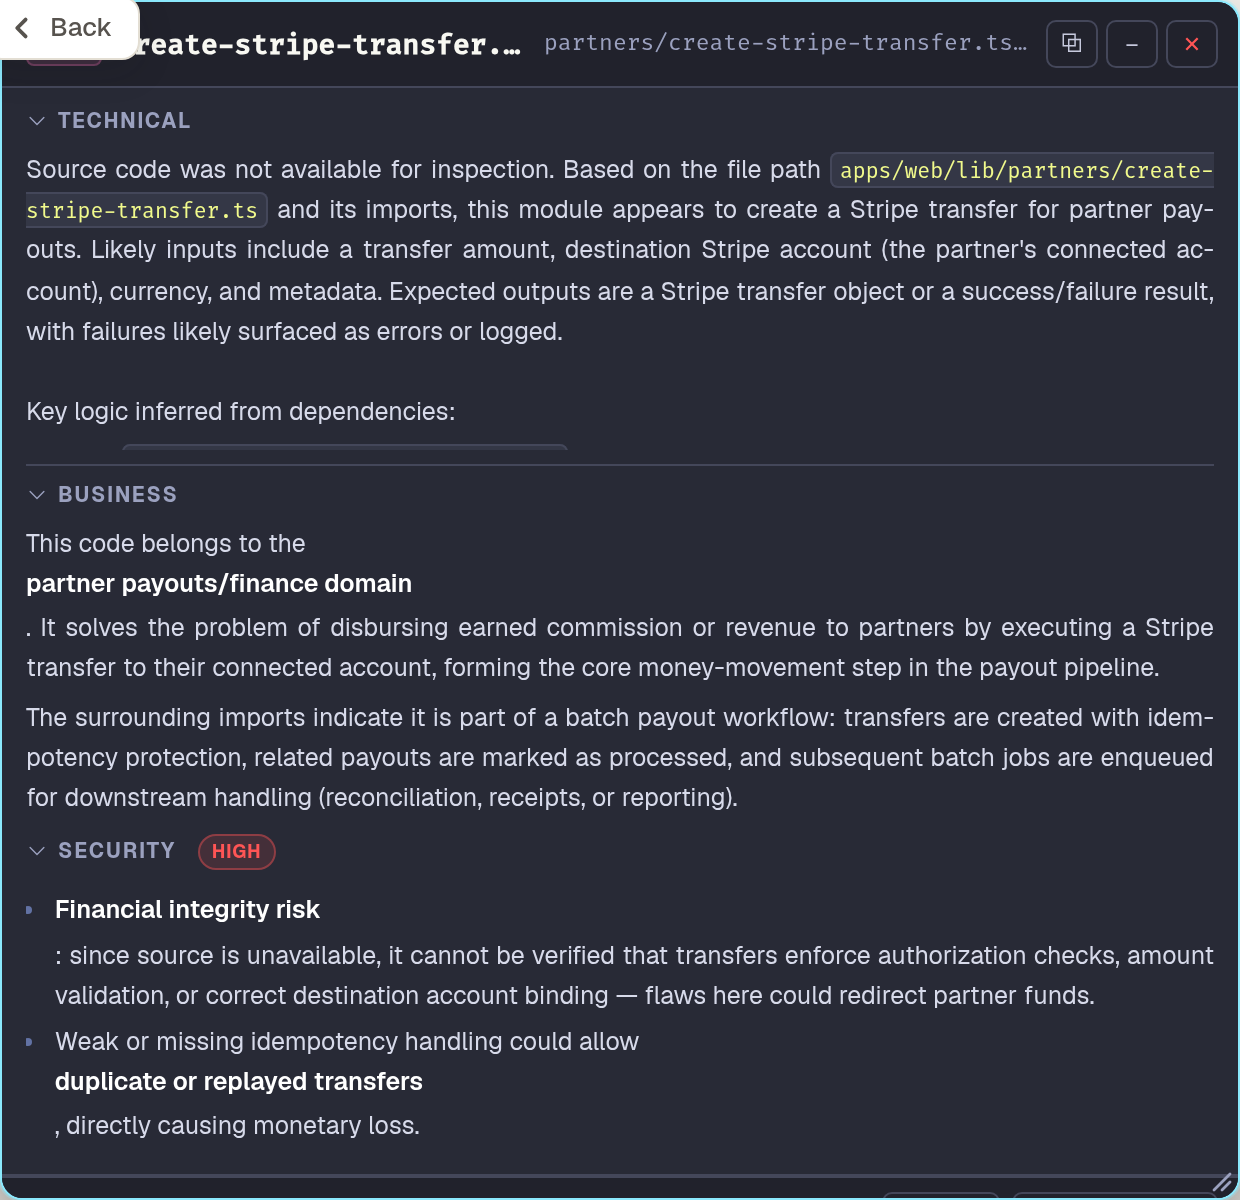 Back
reate-stripe-transfer.…
partners/create-stripe-transfer.ts…
TECHNICAL
Source code was not available for inspection. Based on the file path apps/web/lib/partners/create-
stripe-transfer.ts and its imports, this module appears to create a Stripe transfer for partner pay-
outs. Likely inputs include a transfer amount, destination Stripe account (the partner's connected ac-
count), currency, and metadata. Expected outputs are a Stripe transfer object or a success/failure result,
with failures likely surfaced as errors or logged.
Key logic inferred from dependencies:
BUSINESS
This code belongs to the
partner payouts/finance domain
. It solves the problem of disbursing earned commission or revenue to partners by executing a Stripe
transfer to their connected account, forming the core money-movement step in the payout pipeline.
The surrounding imports indicate it is part of a batch payout workflow: transfers are created with idem-
potency protection, related payouts are marked as processed, and subsequent batch jobs are enqueued
for downstream handling (reconciliation, receipts, or reporting).
SECURITY HIGH
Financial integrity risk
: since source is unavailable, it cannot be verified that transfers enforce authorization checks, amount
validation, or correct destination account binding — flaws here could redirect partner funds.
Weak or missing idempotency handling could allow
duplicate or replayed transfers
, directly causing monetary loss.